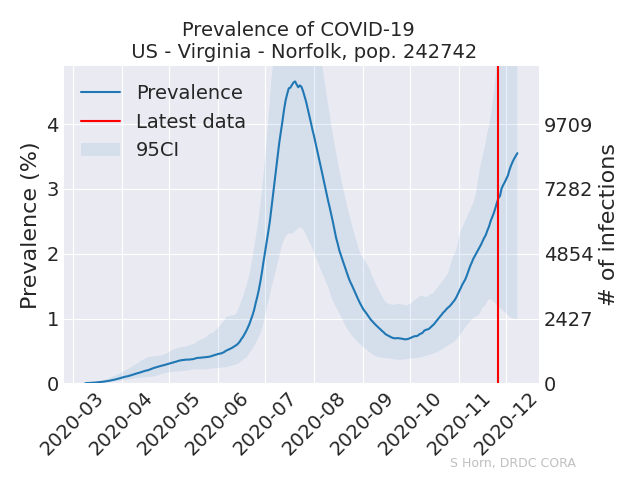 Prevalence of COVID-19
US - Virginia - Norfolk, pop. 242742
Prevalence
Latest data
95CI
Prevalence (%)
4
3
2
1
0
9709
7282
4854
2427
0
# of infections
2020-03
2020-04
2020-05
2020-06
2020-07
2020-08
2020-09
2020-10
2020-11
2020-12
S Horn, DRDC CORA